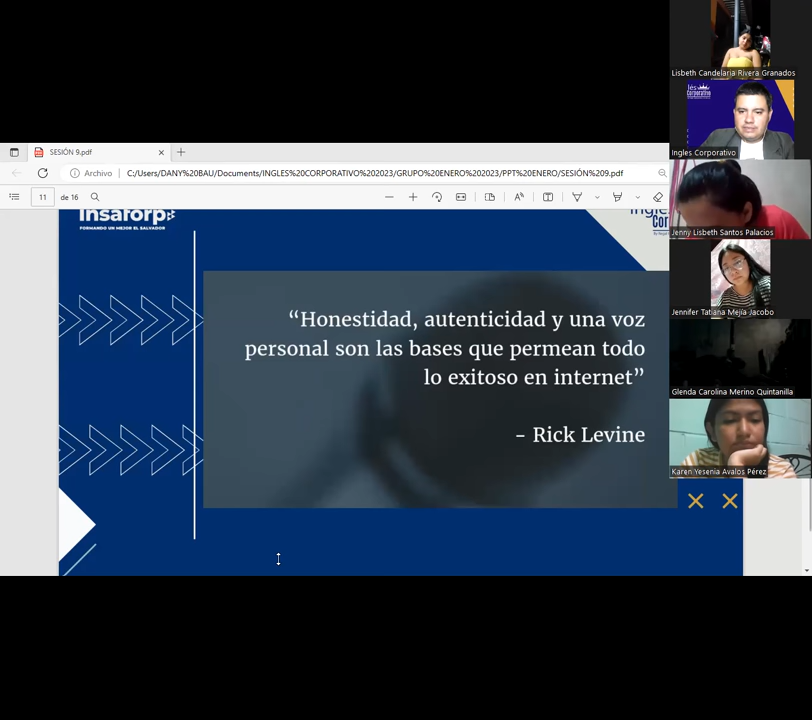 SESIÓN 9.pdf
Archivo
C:/Users/DANY%20BAU/Documents/INGLES%20CORPORATIVO%202023/GRUPO%20ENERO%202023/PPT%20ENERO/SESIÓN%209.pdf
11 de 16
Insaforp
FORMANDO UN MEJOR EL SALVADOR
“Honestidad, autenticidad y una voz
personal son las bases que permean todo
lo exitoso en internet”
- Rick Levine
Lisbeth Candelaria Rivera Granados
Corporativo
Ingles Corporativo
Jenny Lisbeth Santos Palacios
Jennifer Tatiana Mejía Jacobo
Glenda Carolina Merino Quintanilla
Karen Yesenia Avalos Pérez